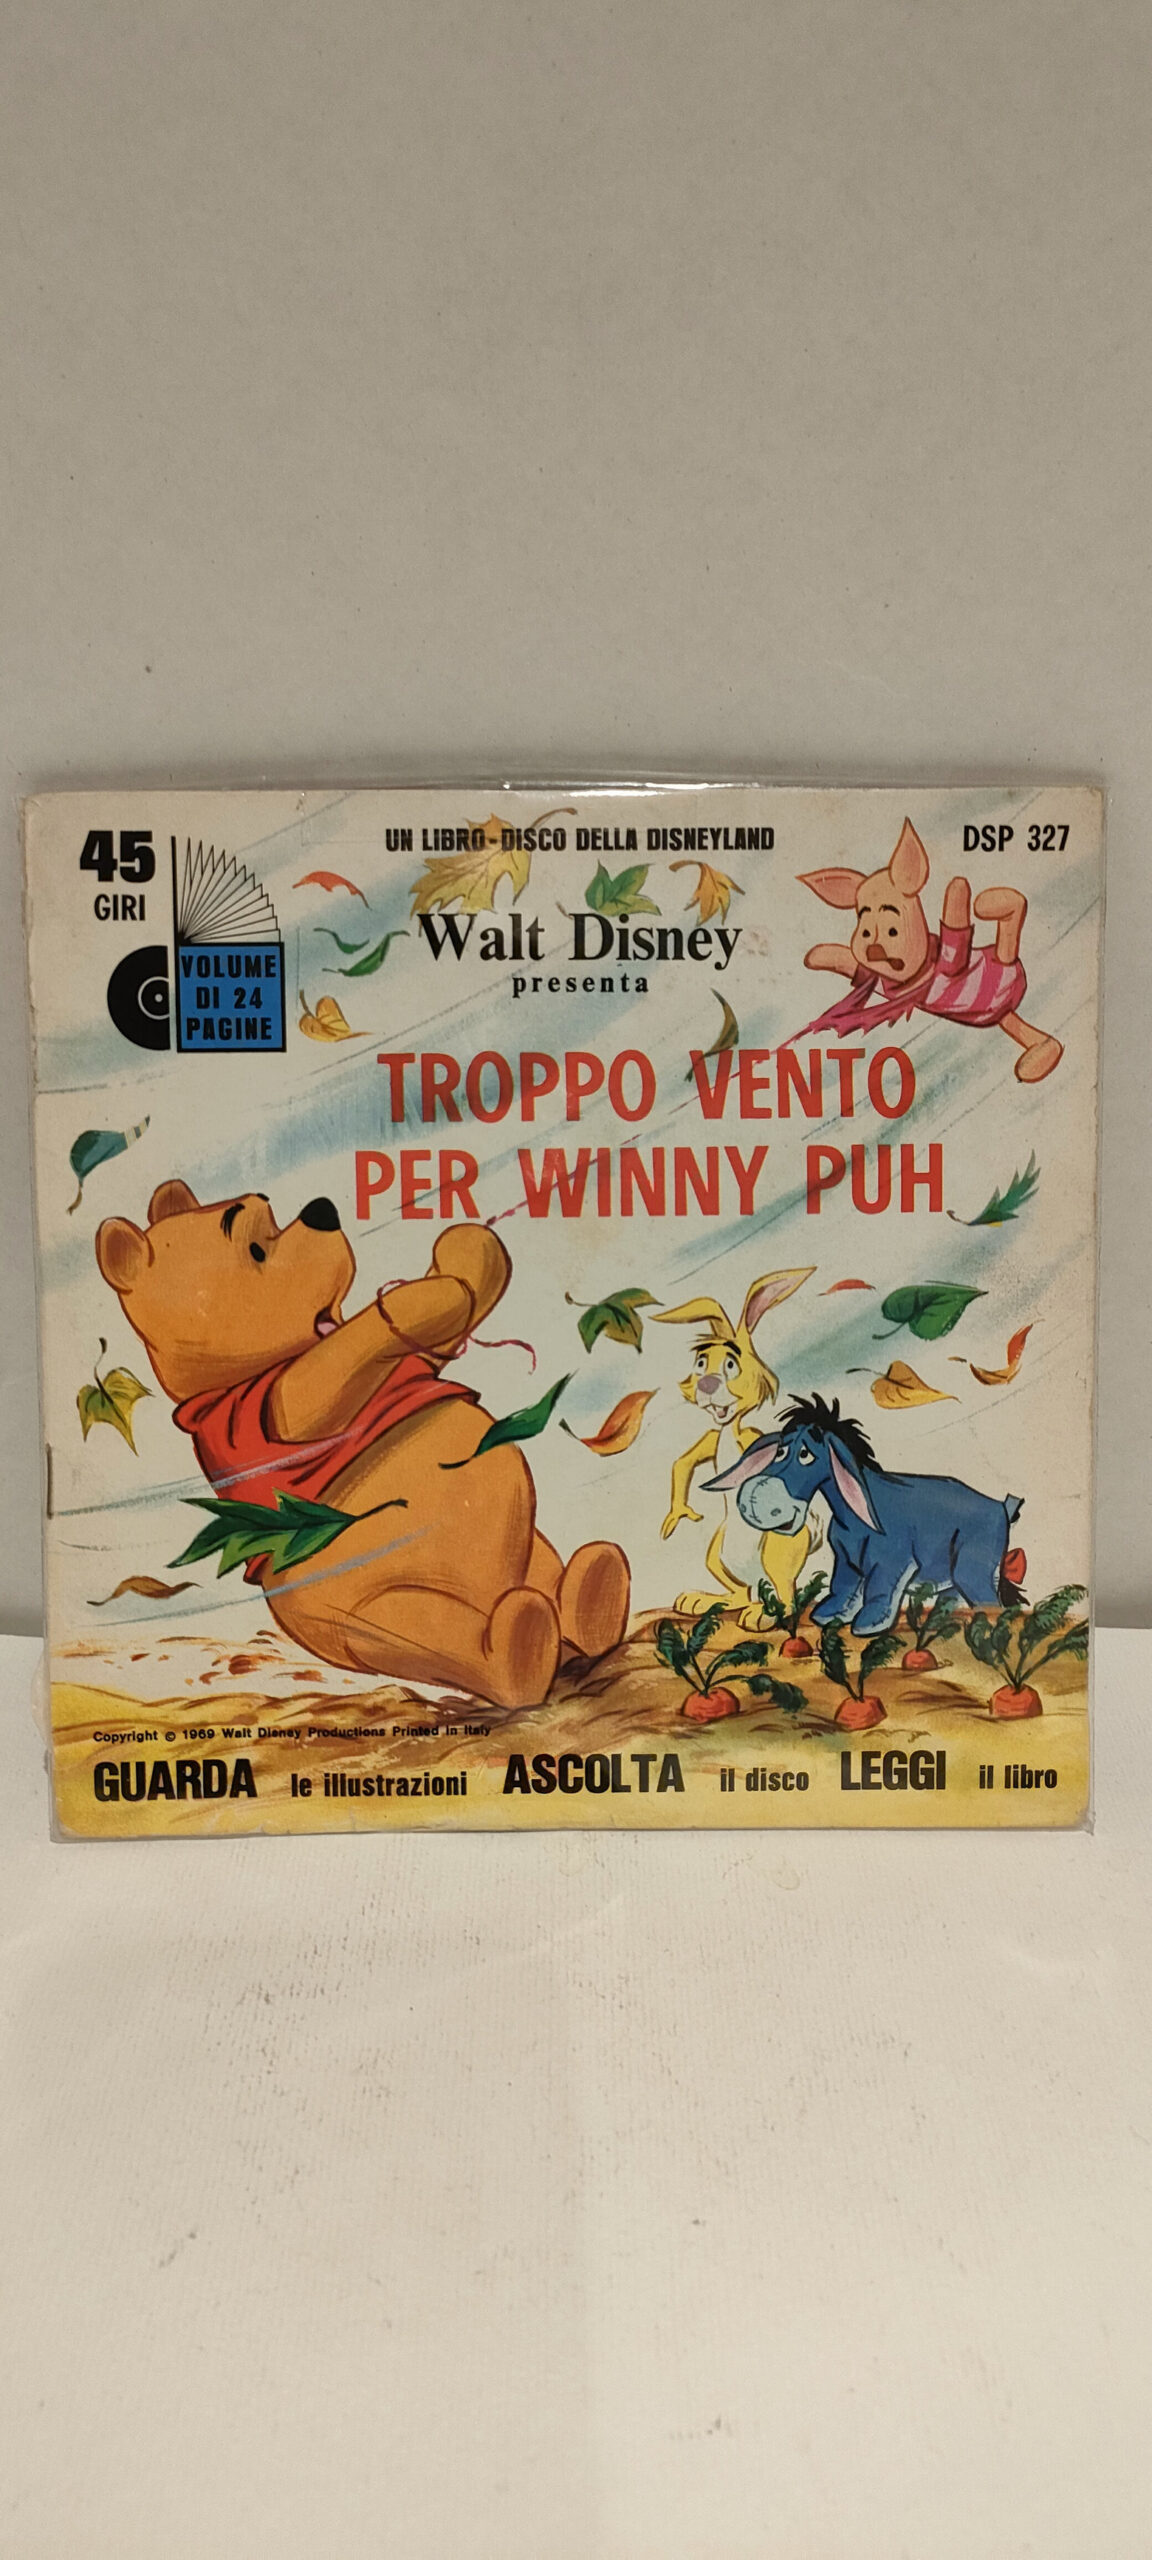 45
GIRI
VOLUME
DI 24
PAGINE
UN LIBRO-DISCO DELLA DISNEYLAND
DSP 327
Walt Disney
presenta
TROPPO VENTO
PER WINNY PUH
Copyright © 1969 Walt Disney Productions Printed in Italy
GUARDA le illustrazioni ASCOLTA il disco LEGGI il libro